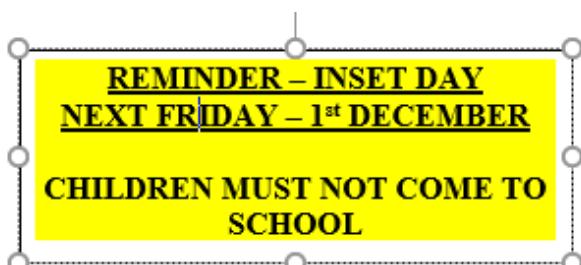 REMINDER – INSET DAY
NEXT FRIDAY – 1st DECEMBER
CHILDREN MUST NOT COME TO
SCHOOL